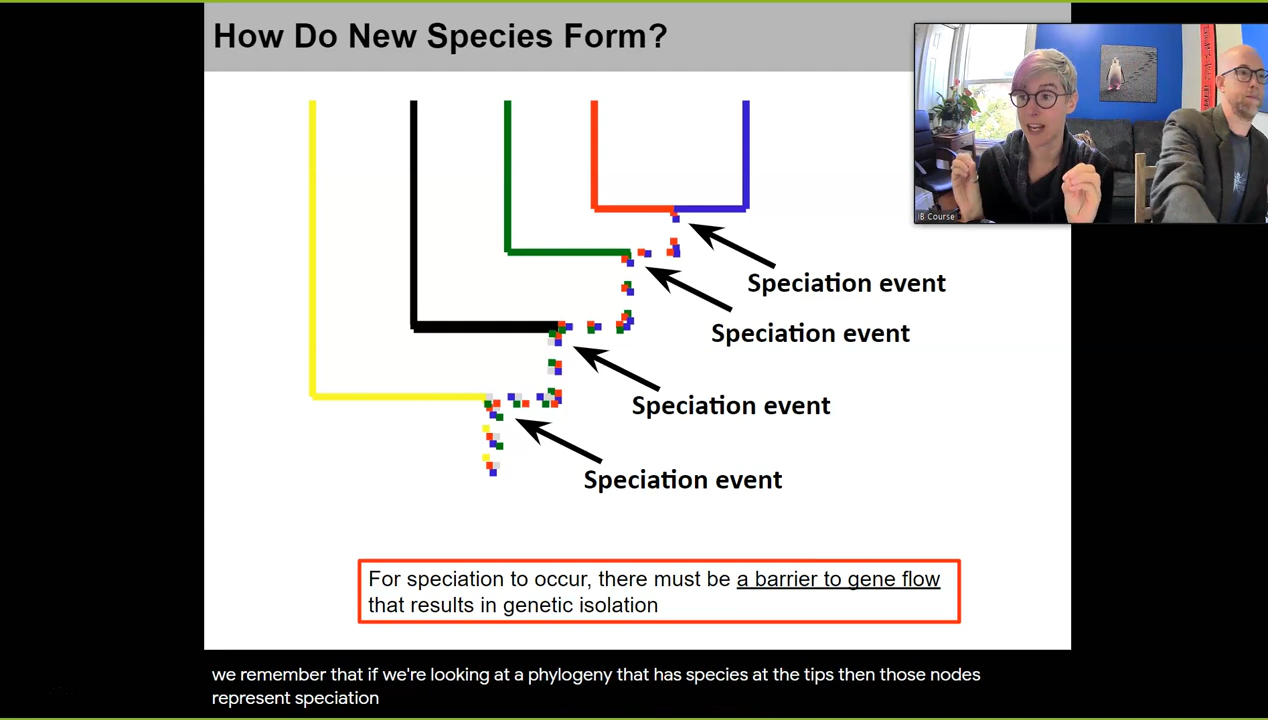 How Do New Species Form?
IB Course
Speciation event
Speciation event
Speciation event
Speciation event
For speciation to occur, there must be a barrier to gene flow
that results in genetic isolation
we remember that if we're looking at a phylogeny that has species at the tips then those nodes
represent speciation